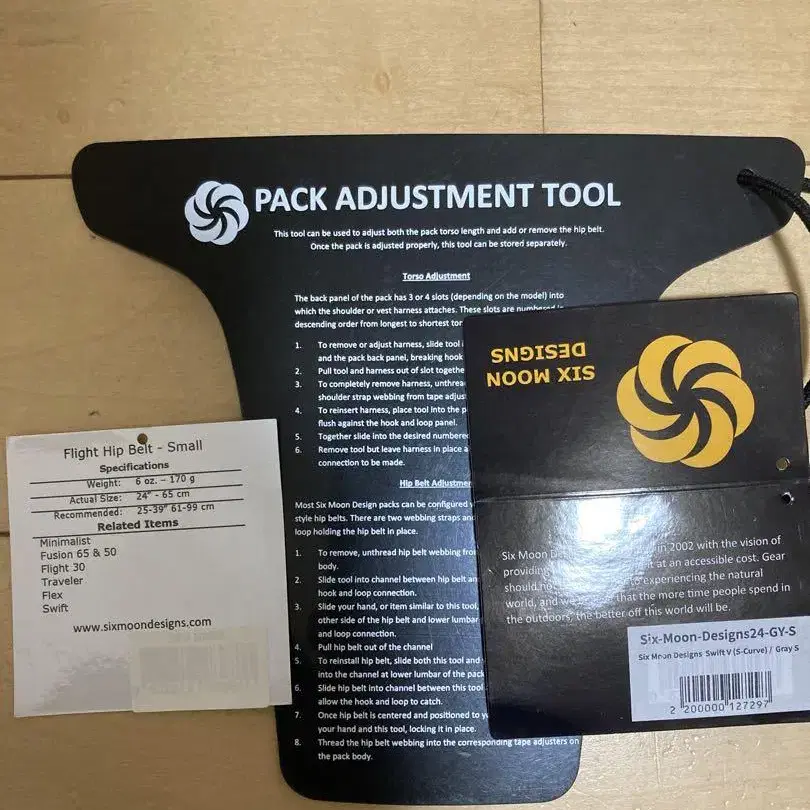 PACK ADJUSTMENT TOOL
This tool can be used to adjust both the pack torso length and add or remove the hip belt.
Once the pack is adjusted properly, this tool can be stored separately.
Torso Adjustment
The back panel of the pack has 3 or 4 slots (depending on the model) into
which the shoulder or vest harness attaches. These slots are numbered in
descending order from longest to shortest
1. To remove or adjust harness, slide tool
and the pack back panel, breaking hook
2. Pull tool and harness out of slot
3. To completely remove harness,
shoulder strap webbing from tape
4. To reinsert harness, place tool into the
flush against the hook and loop panel.
5. Together slide into the desired
6. Remove tool but leave harness in place
connection to be made.
Hip Belt
Most Six Moon Design packs can be configured
style hip belts. There are two webbing straps
loop holding the hip belt in place.
1. To remove, unthread hip belt webbing
body.
2. Slide tool into channel between hip belt
hook and loop connection.
3. Slide your hand, or item similar to this tool,
other side of the hip belt and lower lumbar
and loop connection.
4. Pull hip belt out of the channel
5. To reinstall hip belt, slide both this tool and
into the channel at lower lumbar of the pack
6. Slide hip belt into channel between this tool
allow the hook and loop to catch.
7. Once hip belt is centered and positioned to
your hand and this tool, locking it in place.
8. Thread the hip belt webbing into the corresponding tape adjusters on
the pack body.
Flight Hip Belt - Small
Specifications
Weight: 6 oz. – 170 g
Actual Size: 24" - 65 cm
Recommended: 25-39" 61-99 cm
Related Items
Minimalist
Fusion 65 & 50
Flight 30
Traveler
Flex
Swift
www.sixmoondesigns.com
SIX MOON
DESIGNS
Six Moon in 2002 with the vision of
providing at an accessible cost. Gear
should to experiencing the natural
world, and that the more time people spend in
the outdoors, the better off this world will be.
Six-Moon-Designs24-GY-S
Six Moon Designs Swift V (S-Curve) / Gray S
2 200000 127297